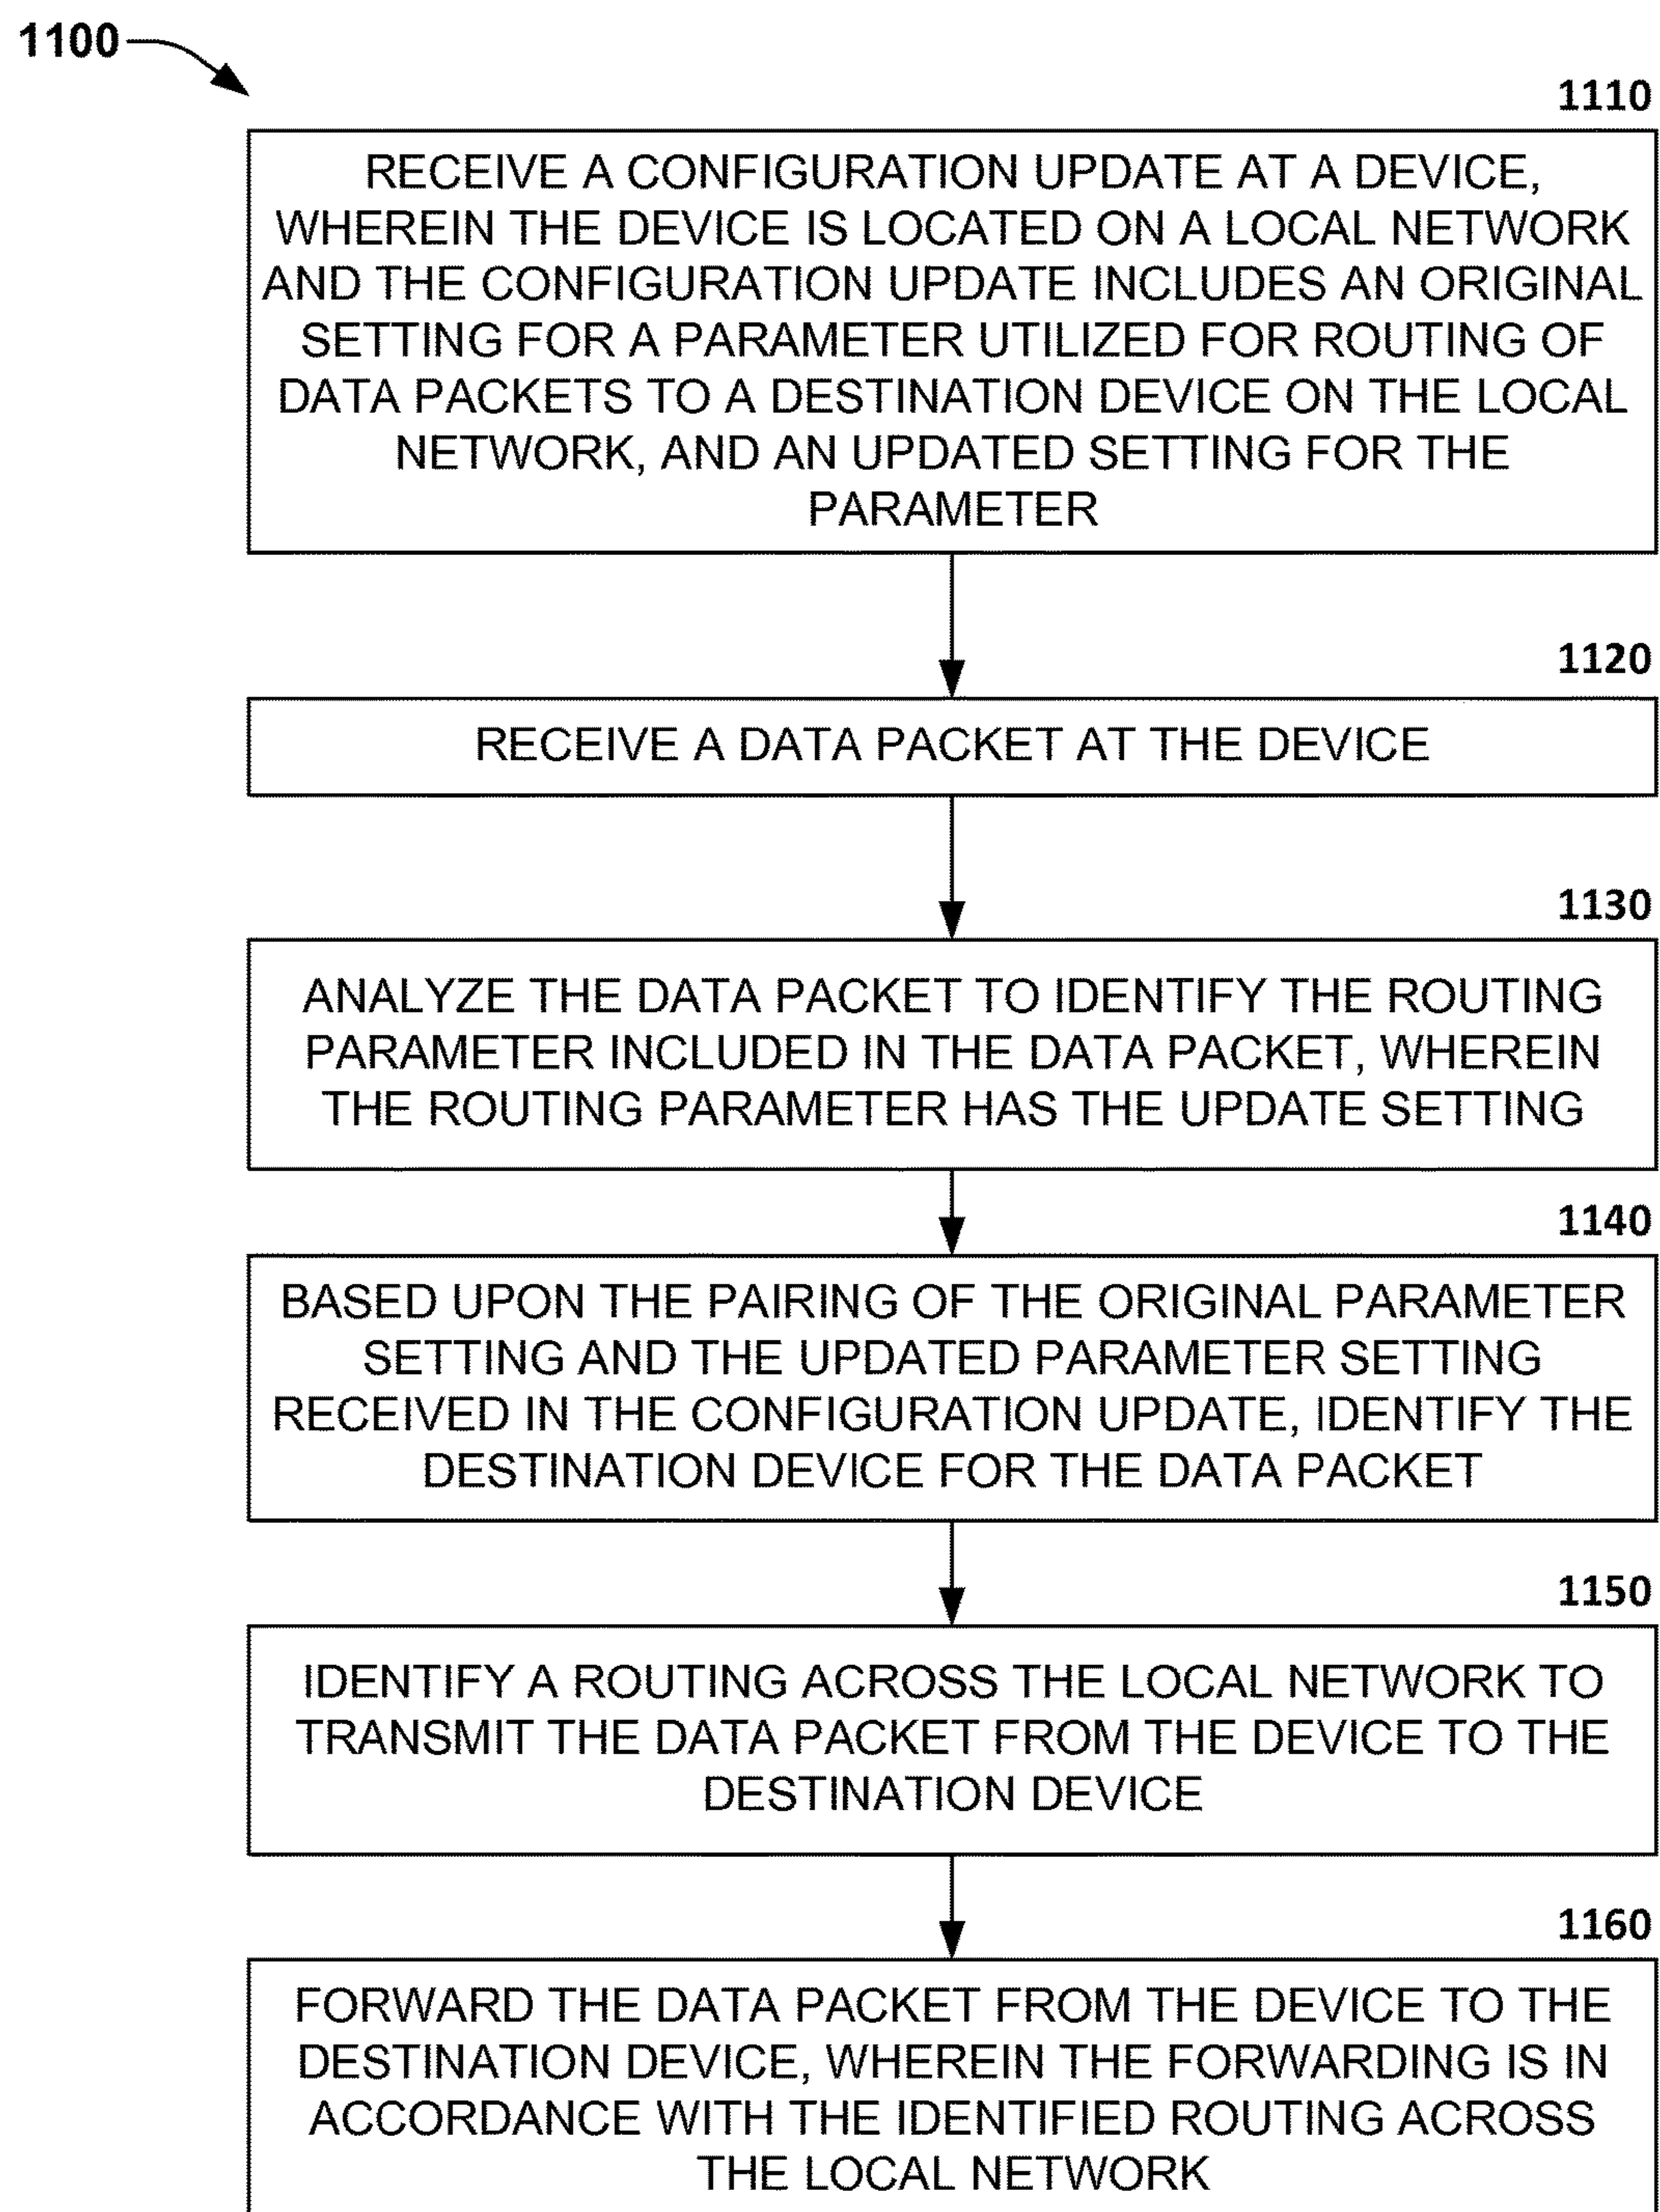 1100
1110
RECEIVE A CONFIGURATION UPDATE AT A DEVICE,
WHEREIN THE DEVICE IS LOCATED ON A LOCAL NETWORK
AND THE CONFIGURATION UPDATE INCLUDES AN ORIGINAL
SETTING FOR A PARAMETER UTILIZED FOR ROUTING OF
DATA PACKETS TO A DESTINATION DEVICE ON THE LOCAL
NETWORK, AND AN UPDATED SETTING FOR THE
PARAMETER
1120
RECEIVE A DATA PACKET AT THE DEVICE
1130
ANALYZE THE DATA PACKET TO IDENTIFY THE ROUTING
PARAMETER INCLUDED IN THE DATA PACKET, WHEREIN
THE ROUTING PARAMETER HAS THE UPDATE SETTING
1140
BASED UPON THE PAIRING OF THE ORIGINAL PARAMETER
SETTING AND THE UPDATED PARAMETER SETTING
RECEIVED IN THE CONFIGURATION UPDATE, IDENTIFY THE
DESTINATION DEVICE FOR THE DATA PACKET
1150
IDENTIFY A ROUTING ACROSS THE LOCAL NETWORK TO
TRANSMIT THE DATA PACKET FROM THE DEVICE TO THE
DESTINATION DEVICE
1160
FORWARD THE DATA PACKET FROM THE DEVICE TO THE
DESTINATION DEVICE, WHEREIN THE FORWARDING IS IN
ACCORDANCE WITH THE IDENTIFIED ROUTING ACROSS
THE LOCAL NETWORK